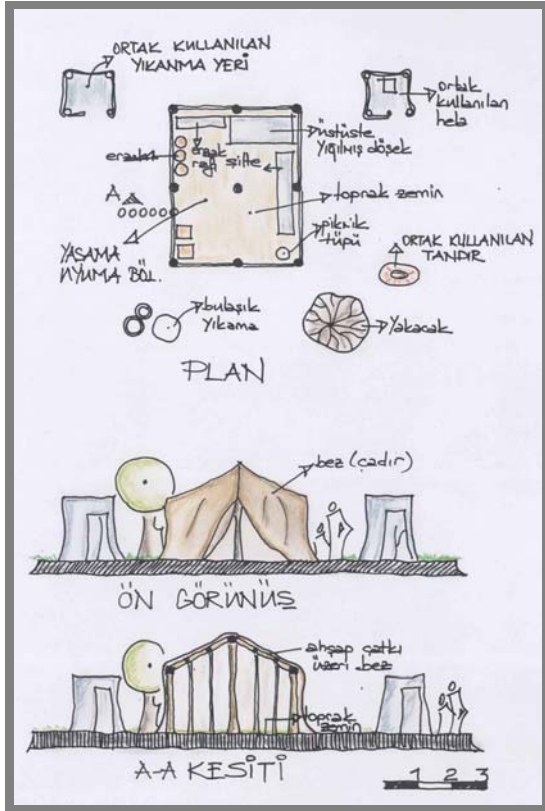 ORTAK KULLANILAN
YIKANMA YERİ
ortak
kullanılan
hela
erzak
erzak
rafı
şilte
üstüste
yığılmış döşek
A
toprak zemin
YAŞAMA
UYUMA BÖL.
piknik
tüpü
ORTAK KULLANILAN
TANDIR
bulaşık
yıkama
Yakacak
PLAN
bez (çadır)
ÖN GÖRÜNÜŞ
ahşap çatkı
üzeri bez
toprak
zemin
A-A KESİTİ
1 2 3